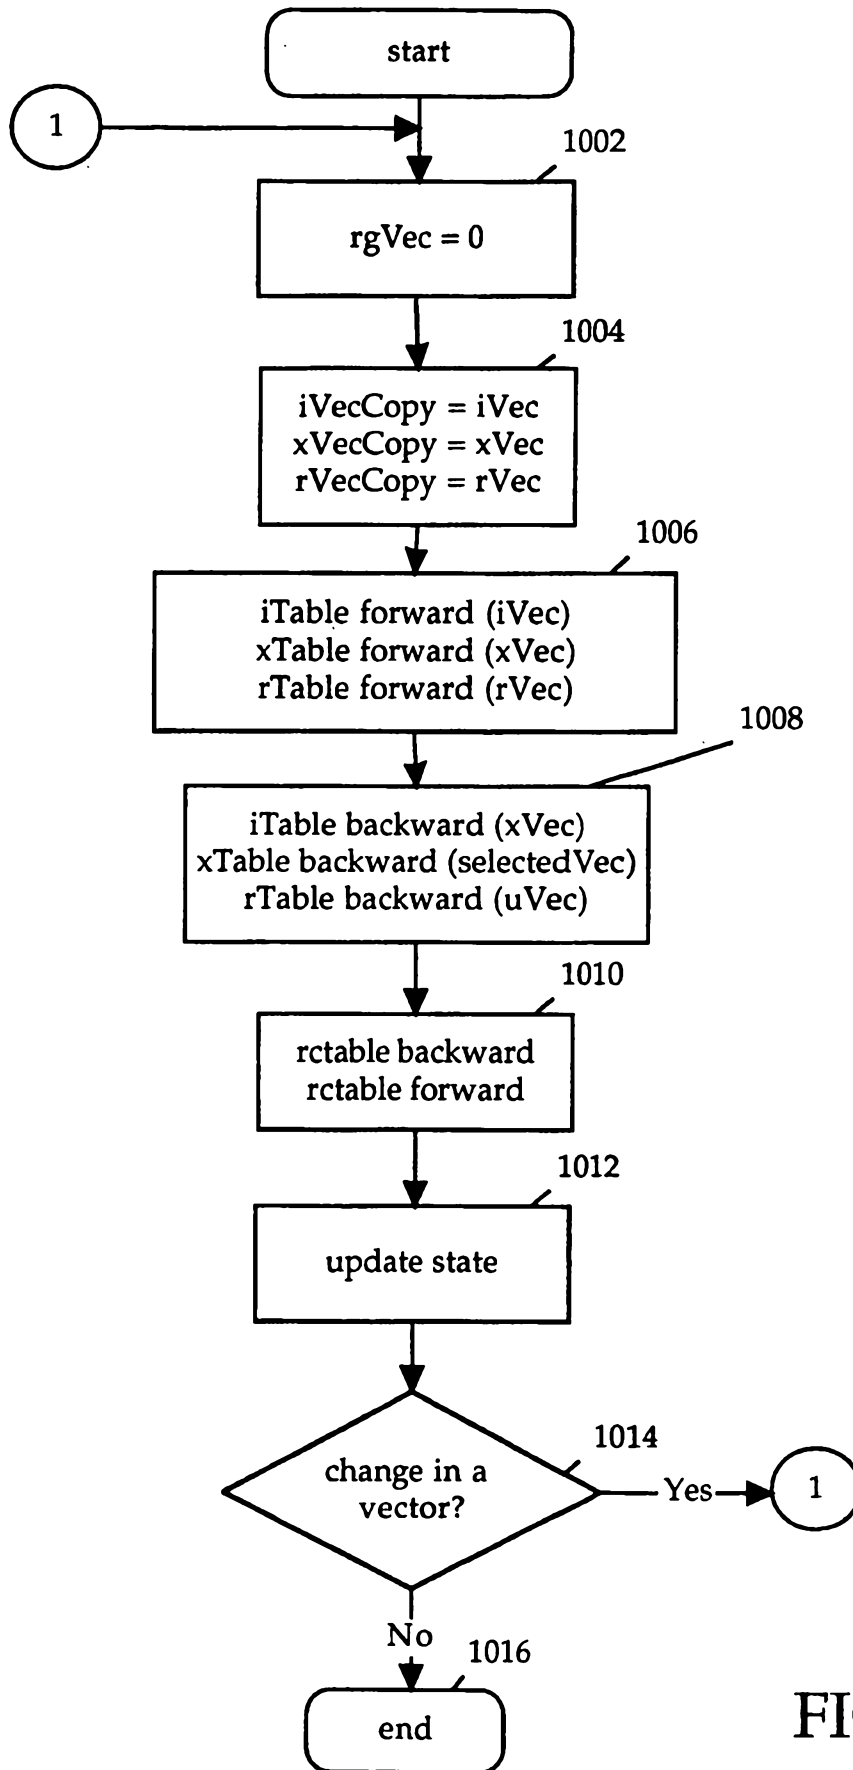 start
1
1002
rgVec = 0
1004
iVecCopy = iVec
xVecCopy = xVec
rVecCopy = rVec
1006
iTable forward (iVec)
xTable forward (xVec)
rTable forward (rVec)
1008
iTable backward (xVec)
xTable backward (selectedVec)
rTable backward (uVec)
1010
rctable backward
rctable forward
1012
update state
1014
change in a
vector?
Yes
1
No
1016
end